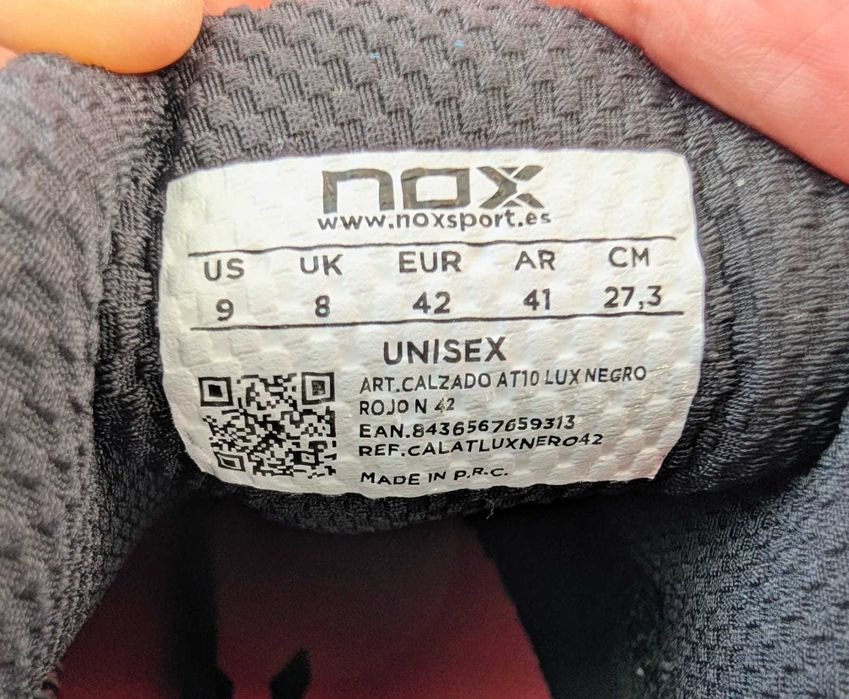 nox
www.noxsport.es
US UK EUR AR CM
9 8 42 41 27,3
UNISEX
ART.CALZADO AT10 LUX NEGRO
ROJO N 42
EAN.8436567659313
REF.CALATLUXNERO42
MADE IN P.R.C.